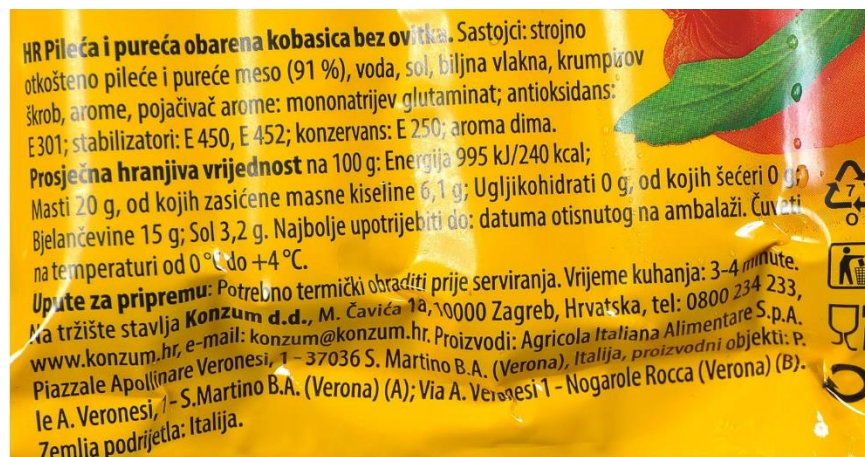 HR Pileća i pureća obarena kobasica bez ovitka. Sastojci: strojno
otkošteno pileće i pureće meso (91 %), voda, sol, biljna vlakna, krumpirov
škrob, arome, pojačivač arome: mononatrijev glutaminat; antioksidans:
E 301; stabilizatori: E 450, E 452; konzervans: E 250; aroma dima.
Prosječna hranjiva vrijednost na 100 g: Energija 995 kJ/240 kcal;
Masti 20 g, od kojih zasićene masne kiseline 6,1 g; Ugljikohidrati 0 g, od kojih šećeri 0 g;
Bjelančevine 15 g; Sol 3,2 g. Najbolje upotrijebiti do: datuma otisnutog na ambalaži. Čuvati
na temperaturi od 0 °C do +4 °C.
Upute za pripremu: Potrebno termički obraditi prije serviranja. Vrijeme kuhanja: 3-4 minute.
Na tržište stavlja Konzum d.d., M. Čavića 1a, 10000 Zagreb, Hrvatska, tel: 0800 234 233,
www.konzum.hr, e-mail: konzum@konzum.hr. Proizvodi: Agricola Italiana Alimentare S.p.A.
Piazzale Apollinare Veronesi, 1 - 37036 S. Martino B.A. (Verona), Italija, proizvodni objekti: P.
le A. Veronesi, 1 - S.Martino B.A. (Verona) (A); Via A. Veronesi 1 - Nogarole Rocca (Verona) (B).
Zemlja podrijetla: Italija.
7